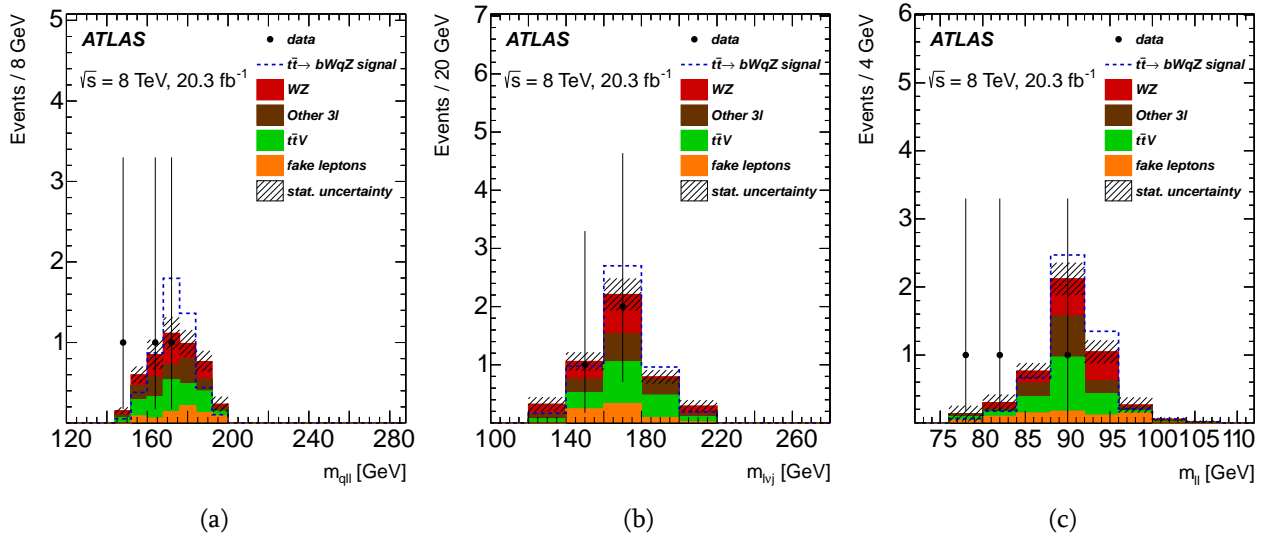 Events / 8 GeV
5
4
3
2
1
ATLAS
√s = 8 TeV, 20.3 fb⁻¹
data
tt̄→ bWqZ signal
WZ
Other 3l
tt̄V
fake leptons
stat. uncertainty
120 160 200 240 280
m_qll [GeV]
(a)
Events / 20 GeV
7
6
5
4
3
2
1
ATLAS
√s = 8 TeV, 20.3 fb⁻¹
data
tt̄→ bWqZ signal
WZ
Other 3l
tt̄V
fake leptons
stat. uncertainty
100 140 180 220 260 280
m_lνj [GeV]
(b)
Events / 4 GeV
6
5
4
3
2
1
ATLAS
√s = 8 TeV, 20.3 fb⁻¹
data
tt̄→ bWqZ signal
WZ
Other 3l
tt̄V
fake leptons
stat. uncertainty
75 80 85 90 95 100 105 112
m_ll [GeV]
(c)